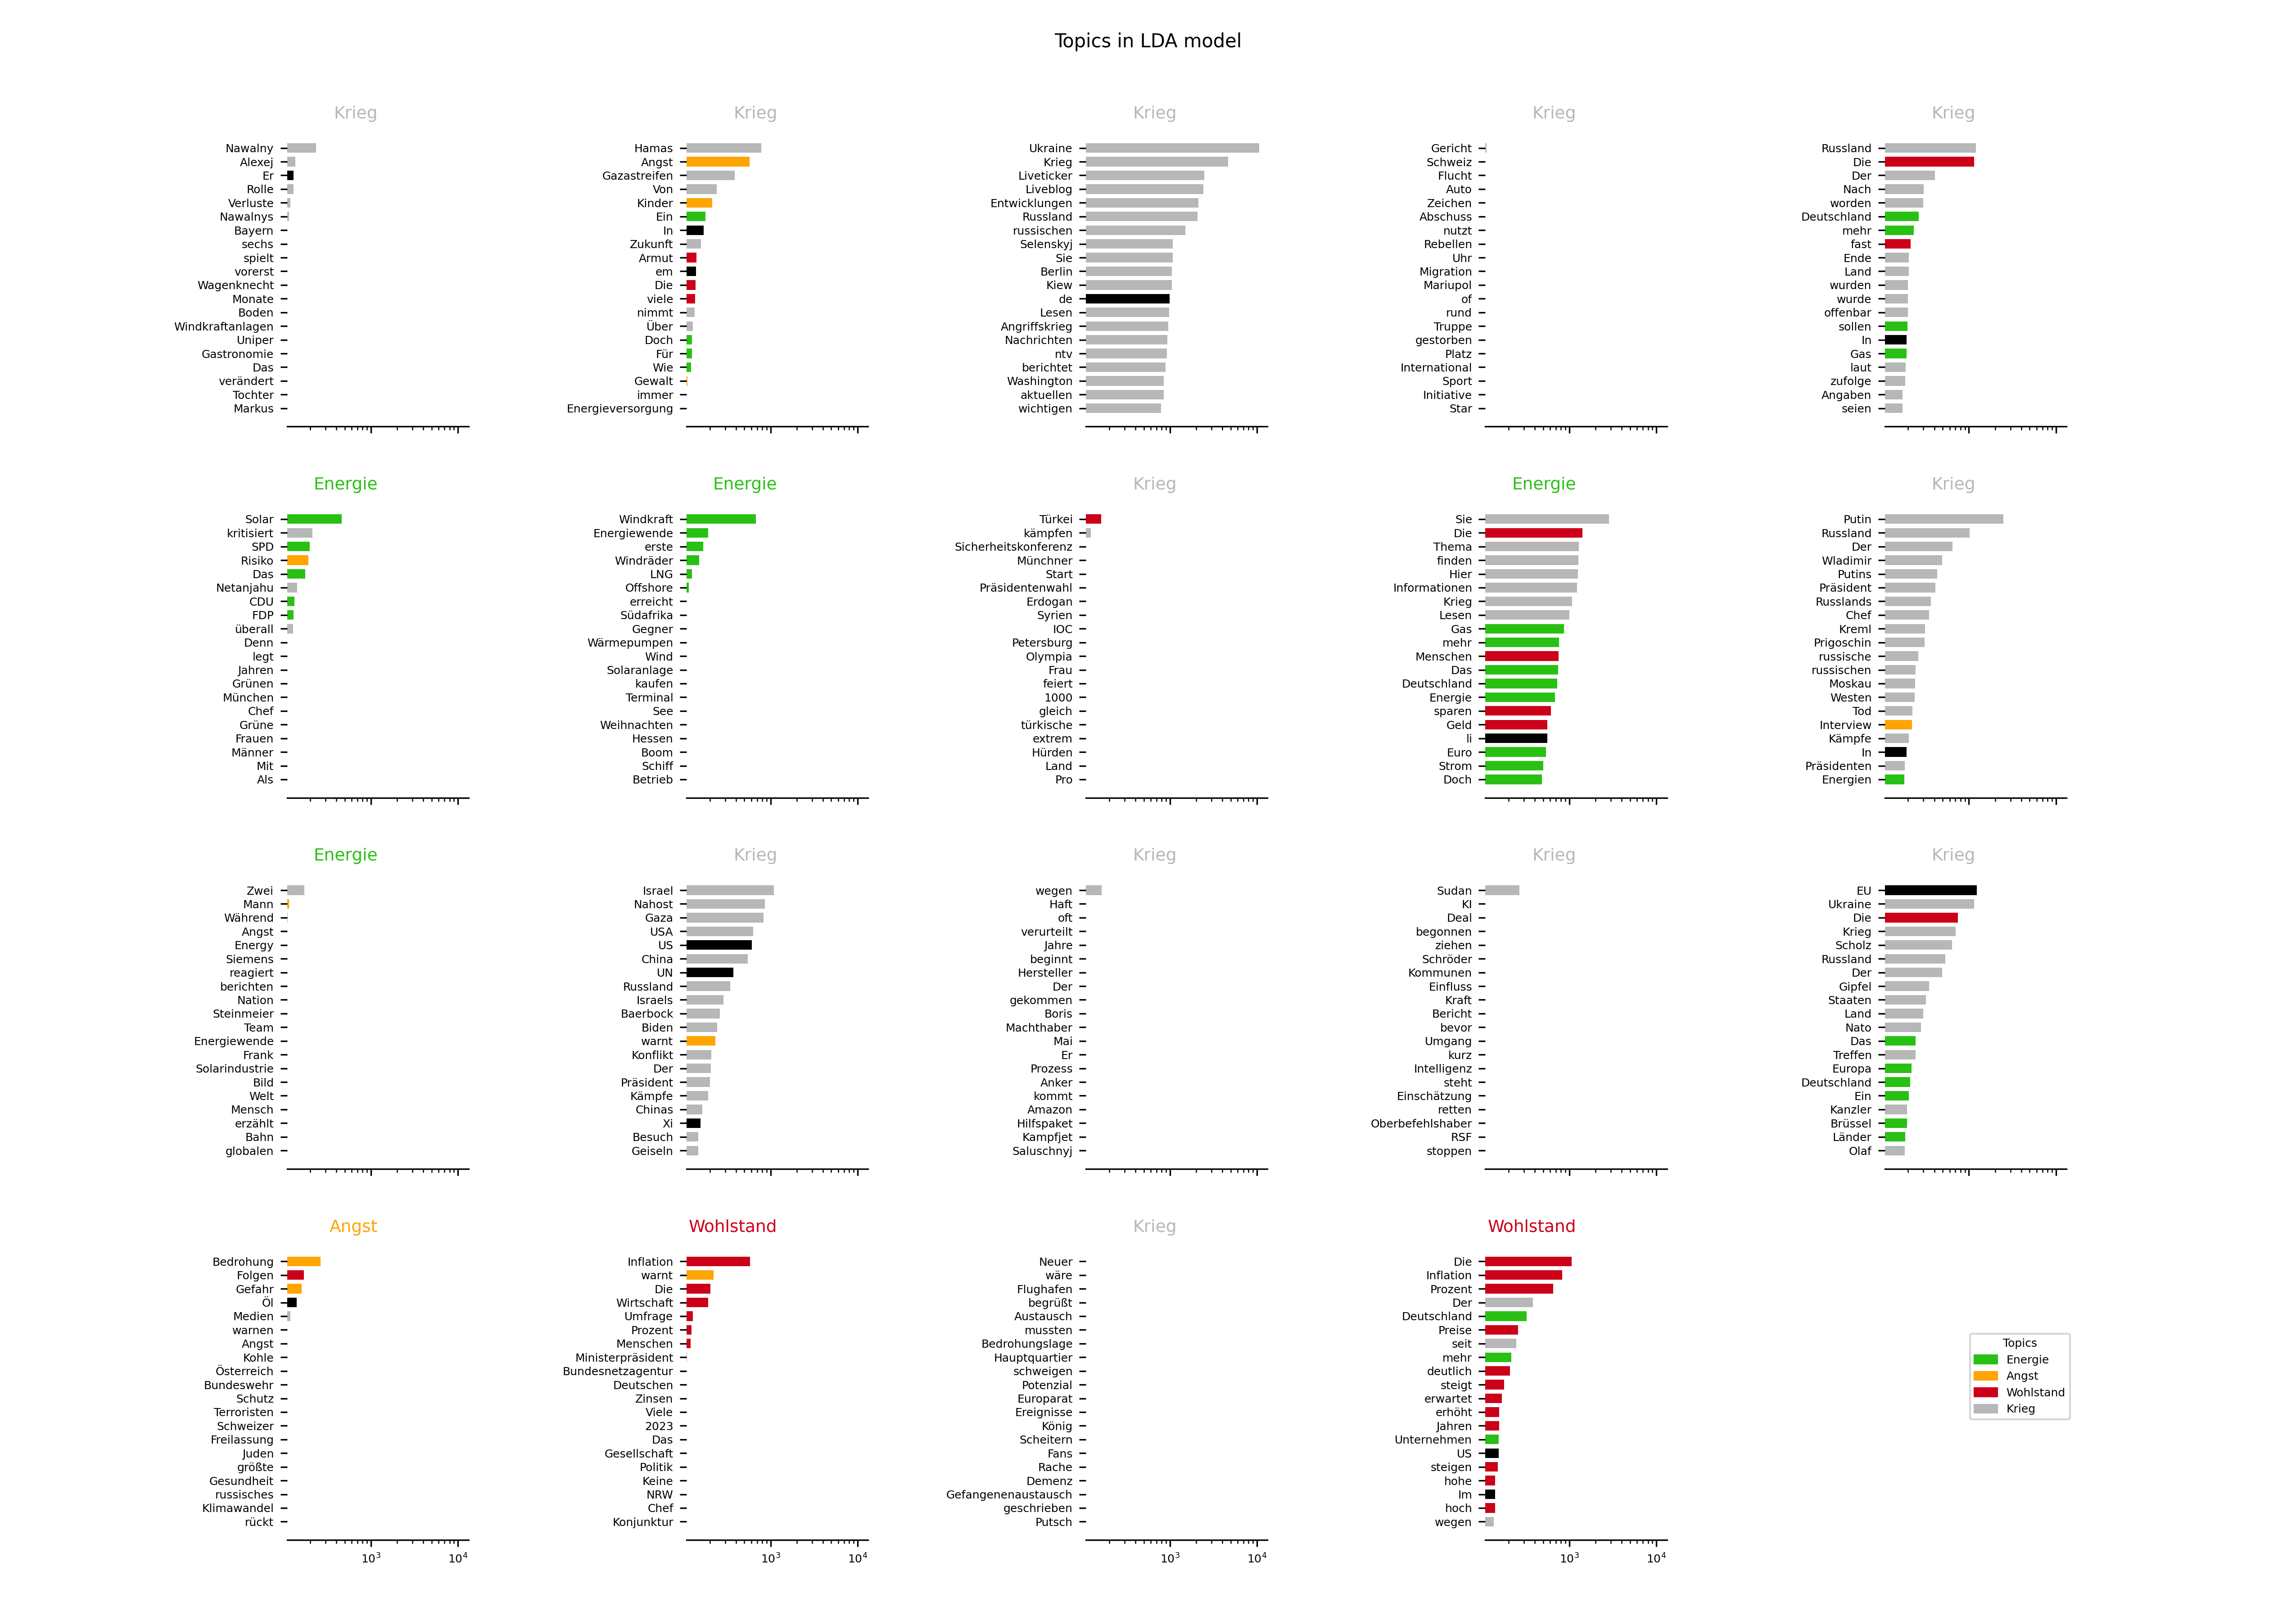 Topics in LDA model
Krieg
Nawalny
Alexej
Er
Rolle
Verluste
Nawalnys
Bayern
sechs
spielt
vorerst
Wagenknecht
Monate
Boden
Windkraftanlagen
Uniper
Gastronomie
Das
verändert
Tochter
Markus
Krieg
Hamas
Angst
Gazastreifen
Von
Kinder
Ein
In
Zukunft
Armut
em
Die
viele
nimmt
Über
Doch
Für
Wie
Gewalt
immer
Energieversorgung
Krieg
Ukraine
Krieg
Liveticker
Liveblog
Entwicklungen
Russland
russischen
Selenskyj
Sie
Berlin
Kiew
de
Lesen
Angriffskrieg
Nachrichten
ntv
berichtet
Washington
aktuellen
wichtigen
Krieg
Gericht
Schweiz
Flucht
Auto
Zeichen
Abschuss
nutzt
Rebellen
Uhr
Migration
Mariupol
of
rund
Truppe
gestorben
Platz
International
Sport
Initiative
Star
Krieg
Russland
Die
Der
Nach
worden
Deutschland
mehr
fast
Ende
Land
wurden
wurde
offenbar
sollen
In
Gas
laut
zufolge
Angaben
seien
Energie
Solar
kritisiert
SPD
Risiko
Das
Netanjahu
CDU
FDP
überall
Denn
legt
Jahren
Grünen
München
Chef
Grüne
Frauen
Männer
Mit
Als
Energie
Windkraft
Energiewende
erste
Windräder
LNG
Offshore
erreicht
Südafrika
Gegner
Wärmepumpen
Wind
Solaranlage
kaufen
Terminal
See
Weihnachten
Hessen
Boom
Schiff
Betrieb
Krieg
Türkei
kämpfen
Sicherheitskonferenz
Münchner
Start
Präsidentenwahl
Erdogan
Syrien
IOC
Petersburg
Olympia
Frau
feiert
1000
gleich
türkische
extrem
Hürden
Land
Pro
Energie
Sie
Die
Thema
finden
Hier
Informationen
Krieg
Lesen
Gas
mehr
Menschen
Das
Deutschland
Energie
sparen
Geld
li
Euro
Strom
Doch
Krieg
Putin
Russland
Der
Wladimir
Putins
Präsident
Russlands
Chef
Kreml
Prigoschin
russische
russischen
Moskau
Westen
Tod
Interview
Kämpfe
In
Präsidenten
Energien
Energie
Zwei
Mann
Während
Angst
Energy
Siemens
reagiert
berichten
Nation
Steinmeier
Team
Energiewende
Frank
Solarindustrie
Bild
Welt
Mensch
erzählt
Bahn
globalen
Krieg
Israel
Nahost
Gaza
USA
US
China
UN
Russland
Israels
Baerbock
Biden
warnt
Konflikt
Der
Präsident
Kämpfe
Chinas
Xi
Besuch
Geiseln
Krieg
wegen
Haft
oft
verurteilt
Jahre
beginnt
Hersteller
Der
gekommen
Boris
Machthaber
Mai
Er
Prozess
Anker
kommt
Amazon
Hilfspaket
Kampfjet
Saluschnyj
Krieg
Sudan
KI
Deal
begonnen
ziehen
Schröder
Kommunen
Einfluss
Kraft
Bericht
bevor
Umgang
kurz
Intelligenz
steht
Einschätzung
retten
Oberbefehlshaber
RSF
stoppen
Krieg
EU
Ukraine
Die
Krieg
Scholz
Russland
Der
Gipfel
Staaten
Land
Nato
Das
Treffen
Europa
Deutschland
Ein
Kanzler
Brüssel
Länder
Olaf
Angst
Bedrohung
Folgen
Gefahr
Öl
Medien
warnen
Angst
Kohle
Österreich
Bundeswehr
Schutz
Terroristen
Schweizer
Freilassung
Juden
größte
Gesundheit
russisches
Klimawandel
rückt
10³ 10⁴
Wohlstand
Inflation
warnt
Die
Wirtschaft
Umfrage
Prozent
Menschen
Ministerpräsident
Bundesnetzagentur
Deutschen
Zinsen
Viele
2023
Das
Gesellschaft
Politik
Keine
NRW
Chef
Konjunktur
10³ 10⁴
Krieg
Neuer
wäre
Flughafen
begrüßt
Austausch
mussten
Bedrohungslage
Hauptquartier
schweigen
Potenzial
Europarat
Ereignisse
König
Scheitern
Fans
Rache
Demenz
Gefangenenaustausch
geschrieben
Putsch
10³ 10⁴
Wohlstand
Die
Inflation
Prozent
Der
Deutschland
Preise
seit
mehr
deutlich
steigt
erwartet
erhöht
Jahren
Unternehmen
US
steigen
hohe
Im
hoch
wegen
10³ 10⁴
Topics
Energie
Angst
Wohlstand
Krieg